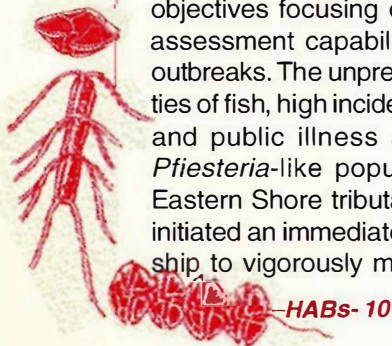 objectives focusing
assessment capabil
outbreaks. The unpre
ties of fish, high incide
and public illness
Pfiesteria-like popu
Eastern Shore tributa
initiated an immediate
ship to vigorously m
HABs- 10